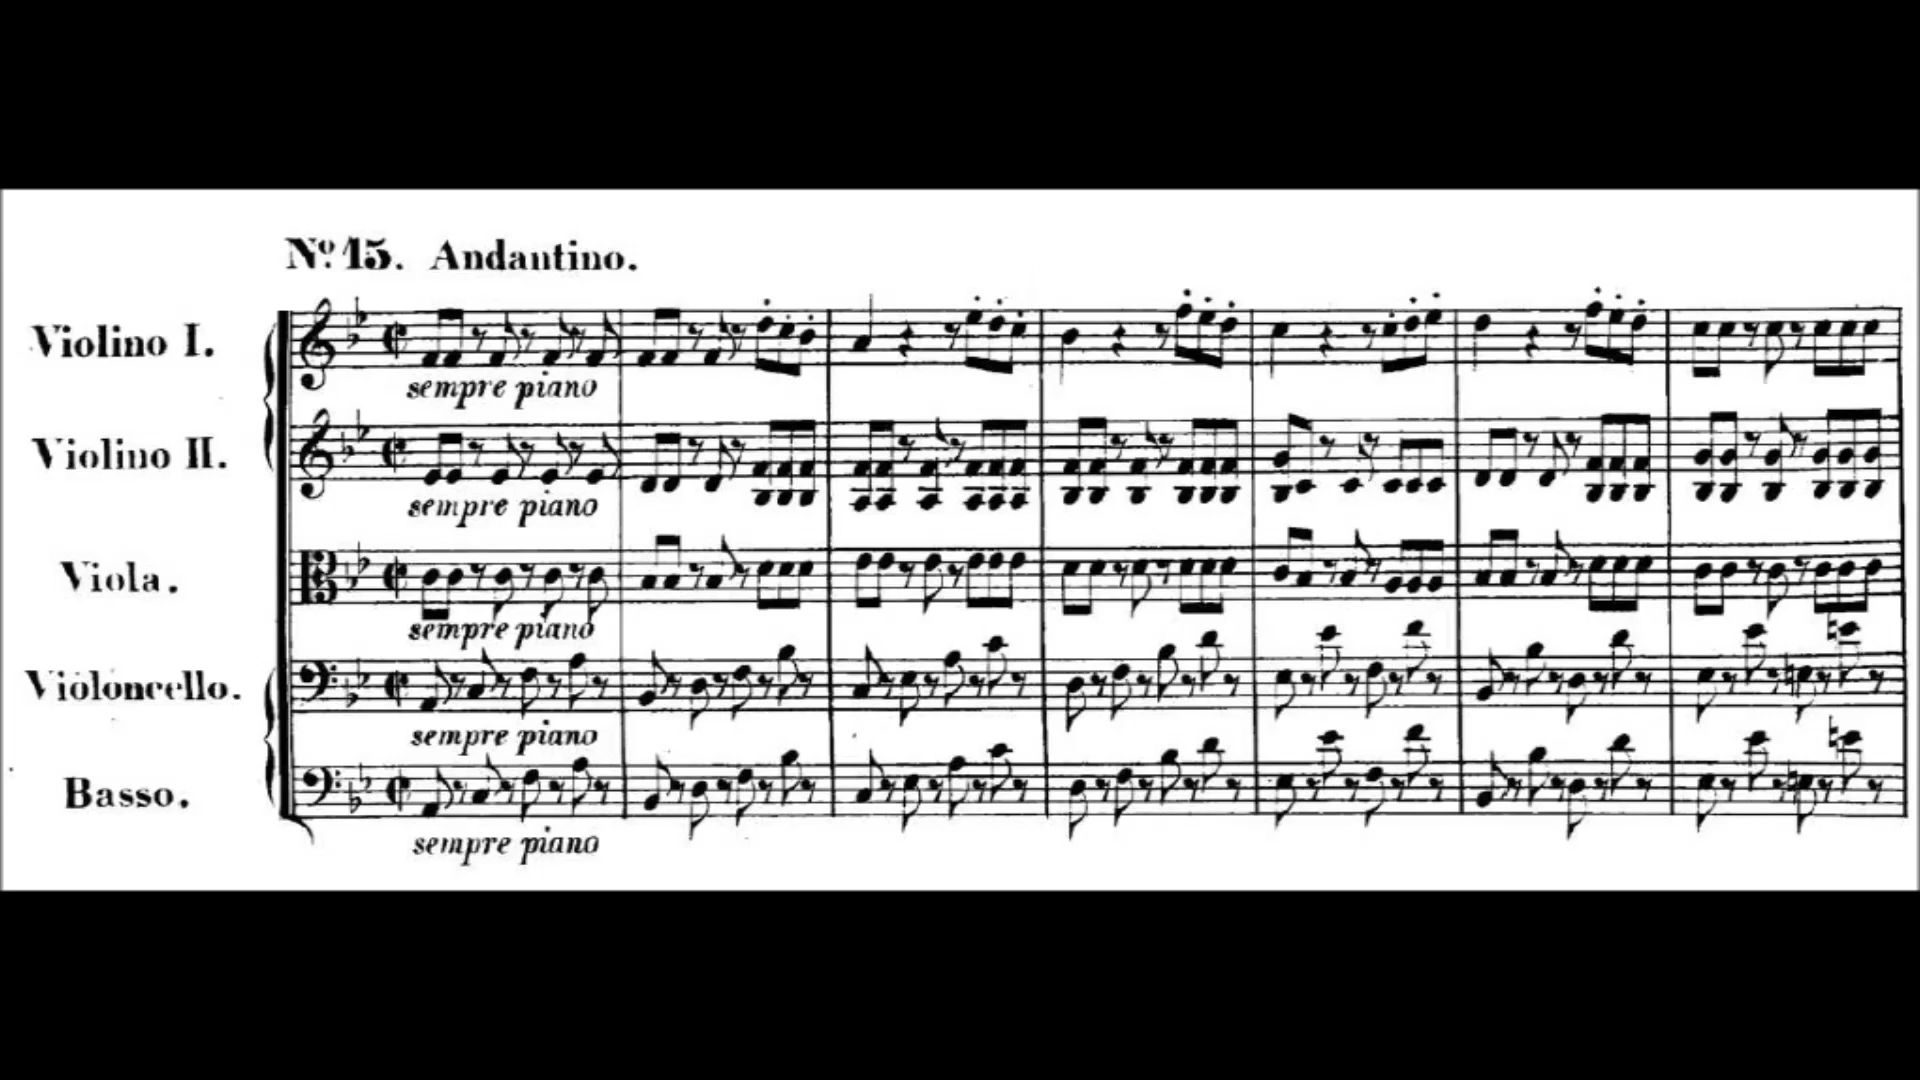 Nº 15. Andantino.
Violino I.
sempre piano
Violino II.
sempre piano
Viola.
sempre piano
Violoncello.
sempre piano
Basso.
sempre piano